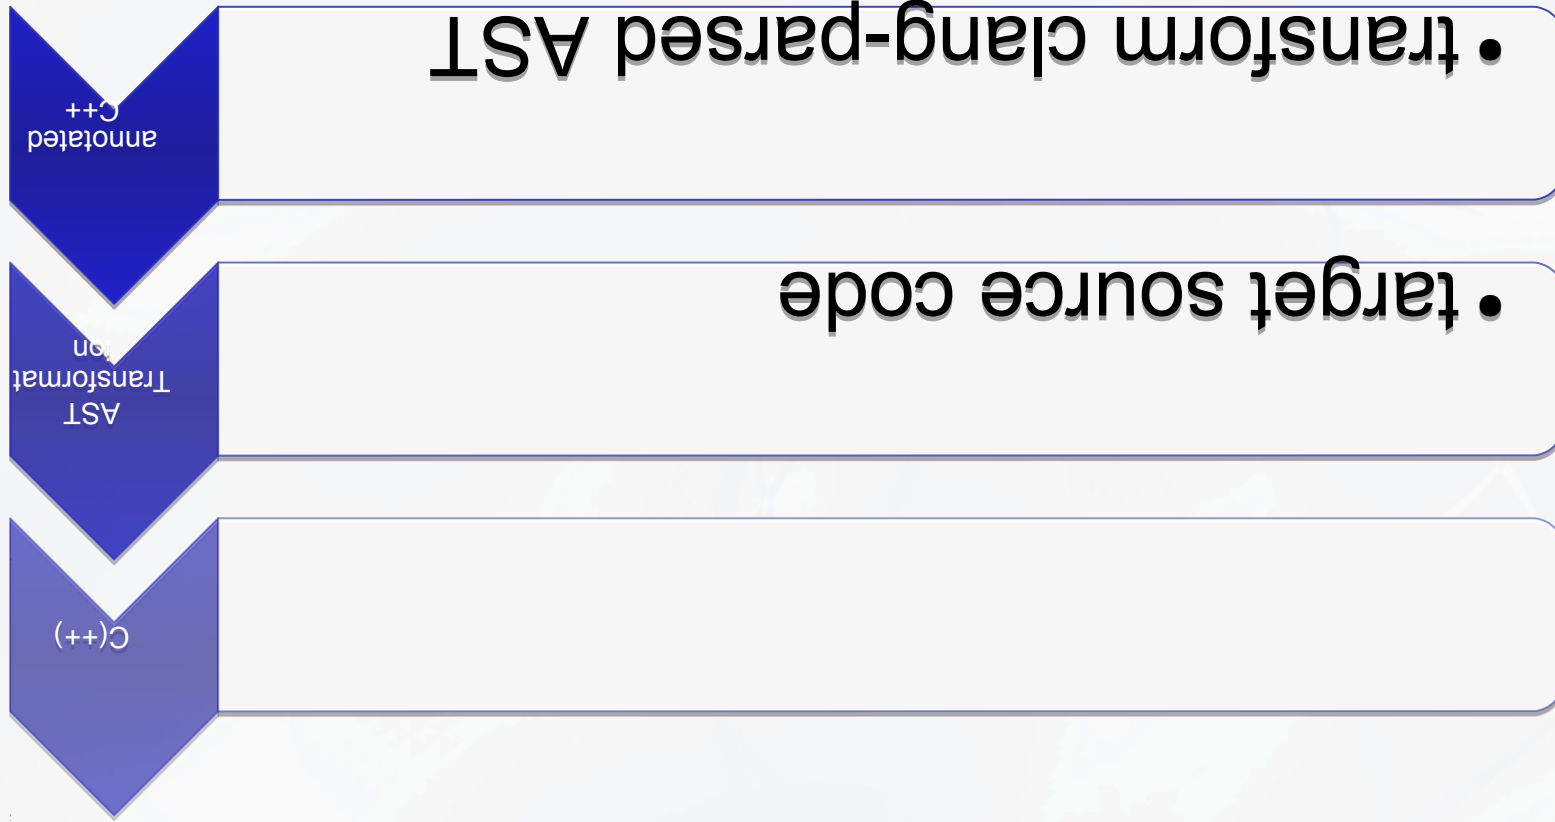 annotated
C++
• transform clang-parsed AST
AST
Transformat
ion
• target source code
C(++)